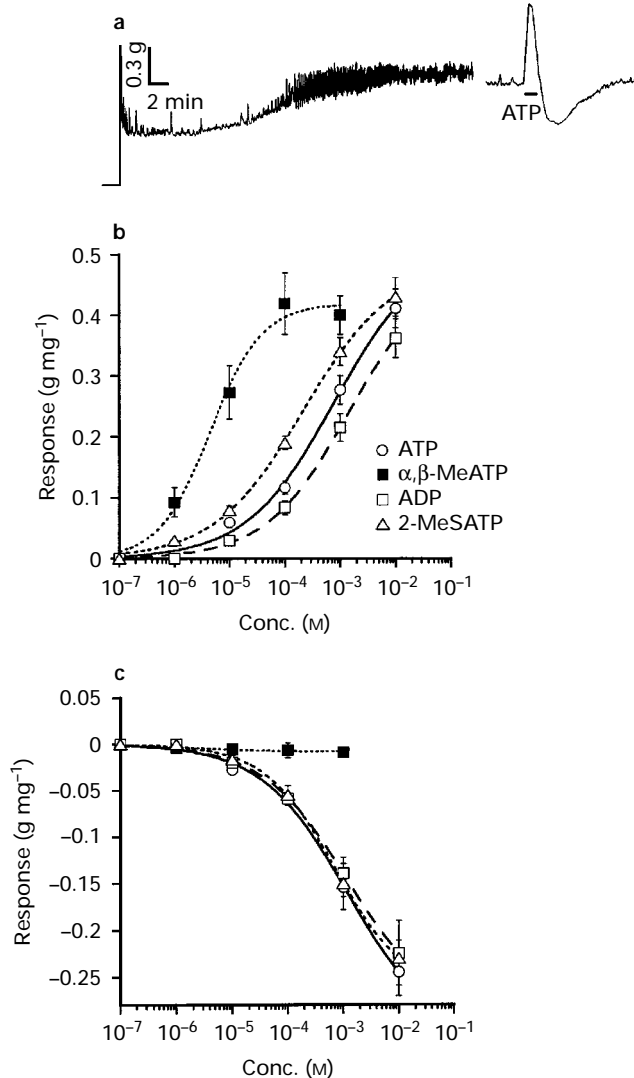 a
0.3 g
2 min
ATP
b
0.5
0.4
0.3
0.2
0.1
0
Response (g mg⁻¹)
ATP
α,β-MeATP
ADP
2-MeSATP
10⁻⁷ 10⁻⁶ 10⁻⁵ 10⁻⁴ 10⁻³ 10⁻² 10⁻¹
Conc. (M)
c
0.05
0
−0.05
−0.1
−0.15
−0.2
−0.25
Response (g mg⁻¹)
10⁻⁷ 10⁻⁶ 10⁻⁵ 10⁻⁴ 10⁻³ 10⁻² 10⁻¹
Conc. (M)